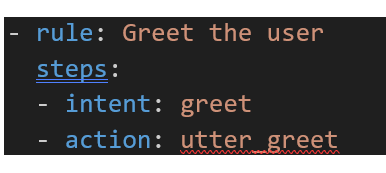 - rule: Greet the user
  steps:
  - intent: greet
  - action: utter_greet